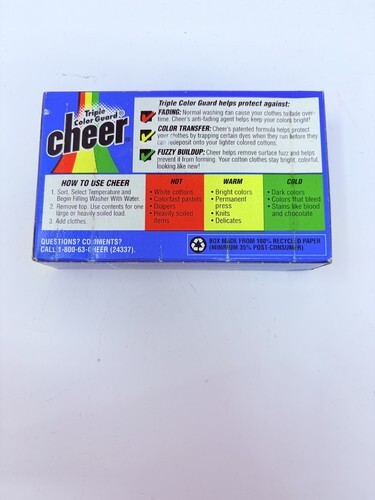 Triple
Color Guard®
cheer
Triple Color Guard helps protect against:
FADING: Normal washing can cause your clothes to fade over
time. Cheer's anti-fading agent helps keep your colors bright!
COLOR TRANSFER: Cheer's patented formula helps protect
your clothes by trapping certain dyes when they run before they
can redeposit onto your lighter colored cottons.
FUZZY BUILDUP: Cheer helps remove surface fuzz and helps
prevent it from forming. Your cotton clothes stay bright, colorful,
looking like new!
HOW TO USE CHEER
1. Sort, Select Temperature and
Begin Filling Washer With Water.
2. Remove top. Use contents for one
large or heavily soiled load.
3. Add clothes.
HOT
• White cottons
• Colorfast pastels
• Diapers
• Heavily soiled
items
WARM
• Bright colors
• Permanent
press
• Knits
• Delicates
COLD
• Dark colors
• Colors that bleed
• Stains like blood
and chocolate
QUESTIONS? COMMENTS?
CALL 1-800-63-CHEER (24337).
BOX MADE FROM 100% RECYCLED PAPER
(MINIMUM 35% POST-CONSUMER)